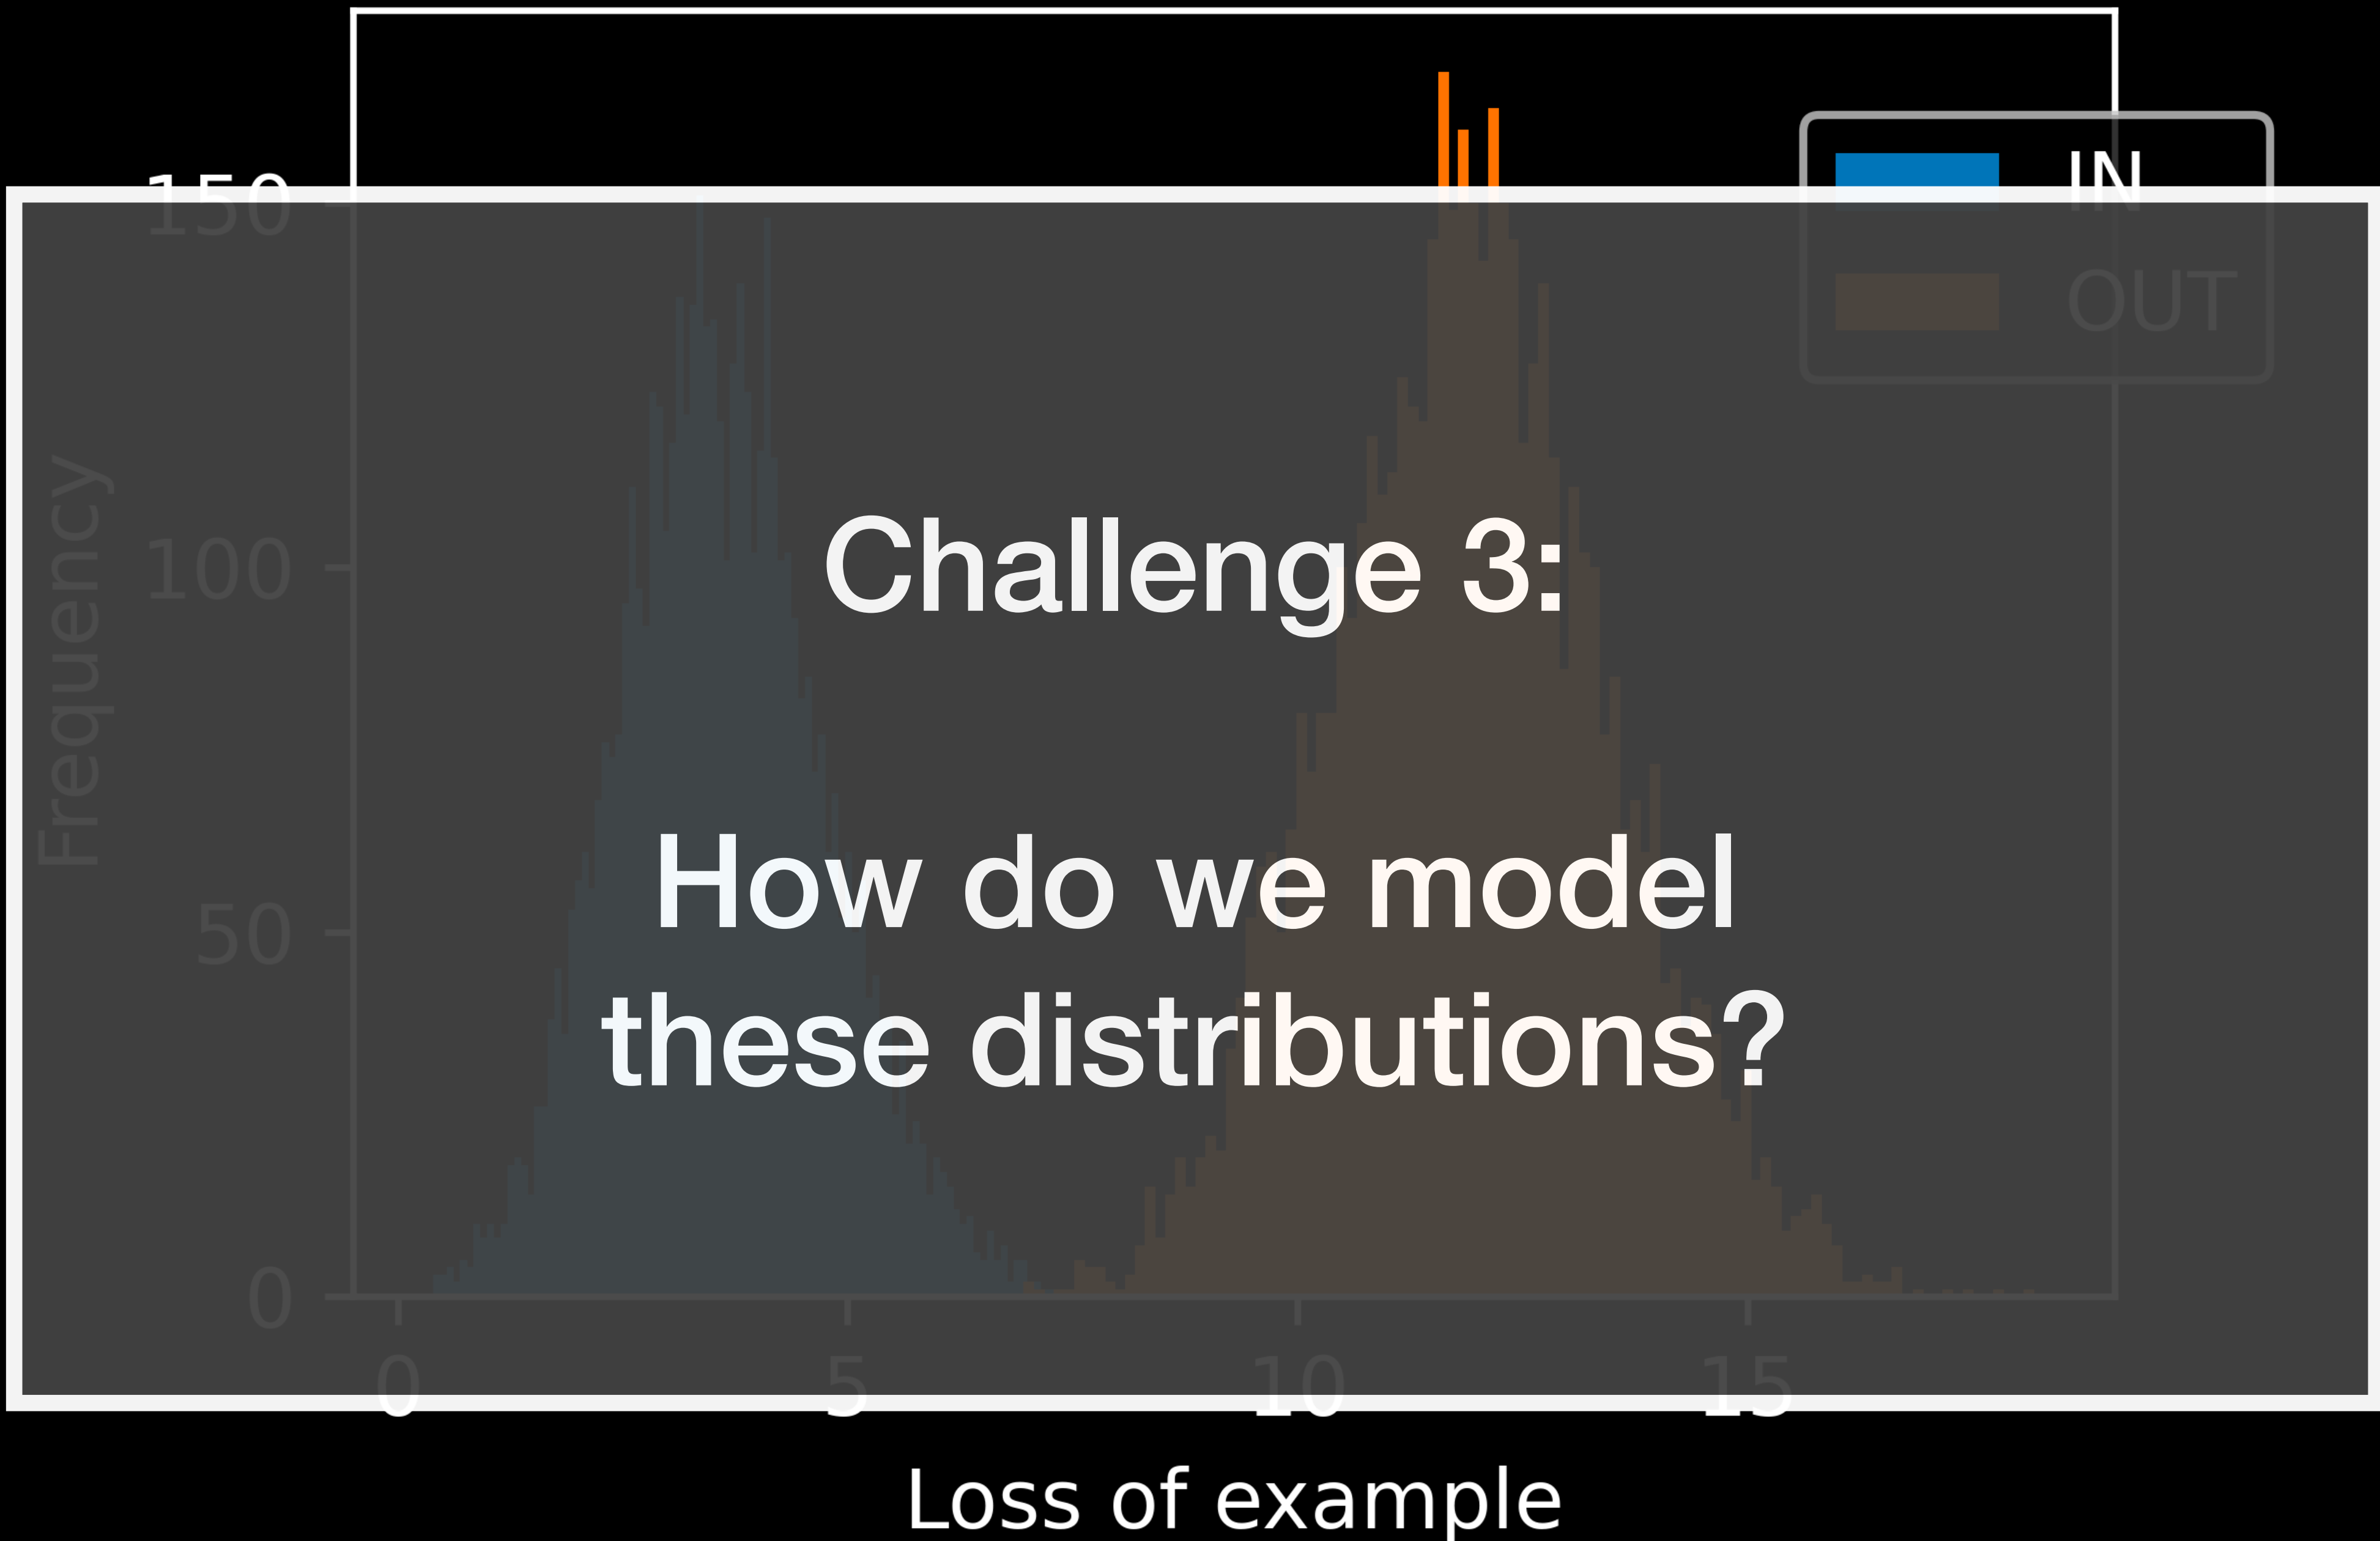 150
IN
OUT
Frequency
100
50
0
Challenge 3:
How do we model
these distributions?
0 5 10 15
Loss of example